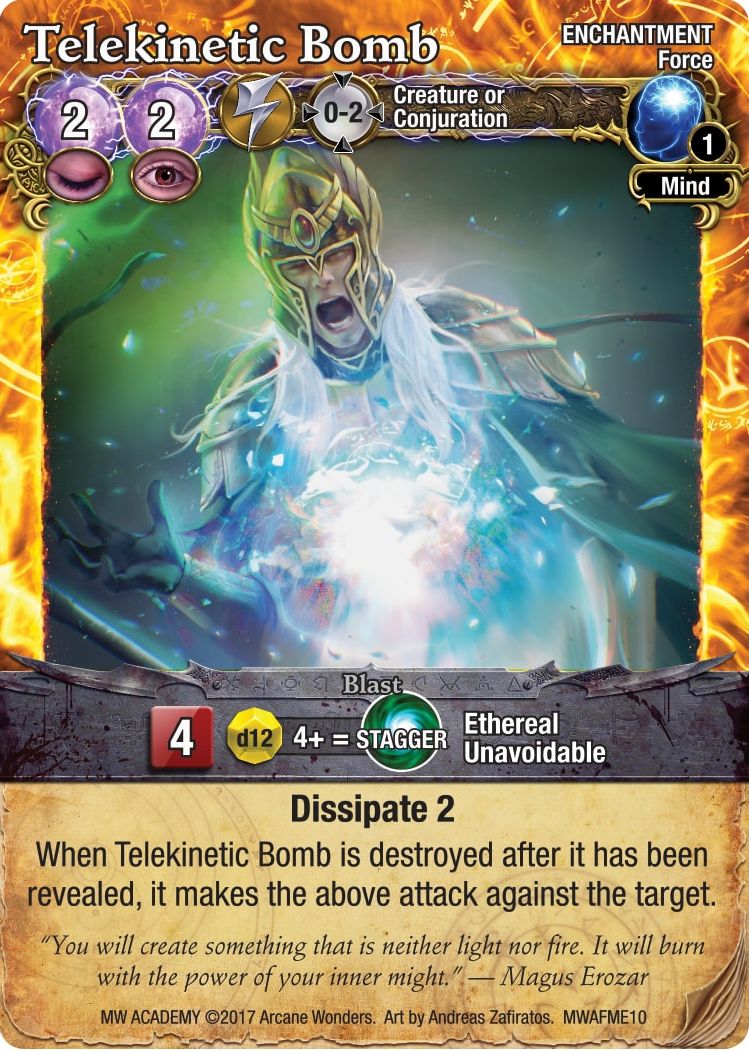 Telekinetic Bomb
ENCHANTMENT
Force
2 2 0-2 Creature or
Conjuration
1
Mind
Blast
4 d12 4+ = STAGGER Ethereal
Unavoidable
Dissipate 2
When Telekinetic Bomb is destroyed after it has been
revealed, it makes the above attack against the target.
"You will create something that is neither light nor fire. It will burn
with the power of your inner might." — Magus Erozar
MW ACADEMY ©2017 Arcane Wonders. Art by Andreas Zafiratos. MWAFME10